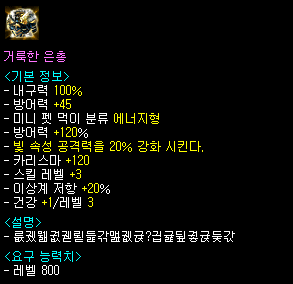 거룩한 은총
<기본 정보>
- 내구력 100%
- 방어력 +45
- 미니 펫 먹이 분류 에너지형
- 방어력 +120%
- 빛 속성 공격력을 20% 강화 시킨다.
- 카리스마 +120
- 스킬 레벨 +3
- 이상계 저항 +20%
- 건강 +1/레벨 3
<설명>
<요구 능력치>
- 레벨 800